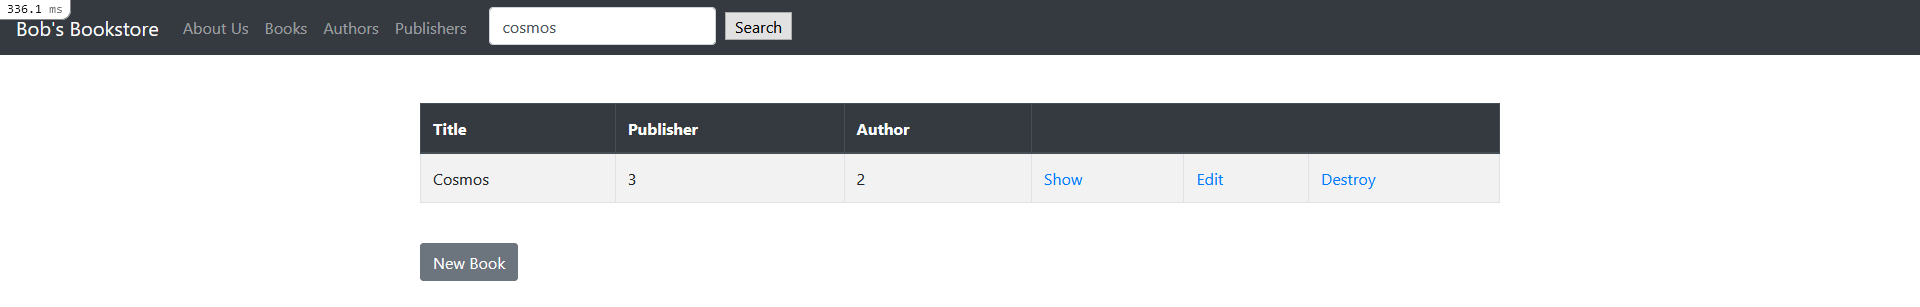 336.1 ms
Bob's Bookstore About Us Books Authors Publishers cosmos Search
Title Publisher Author
Cosmos 3 2 Show Edit Destroy
New Book